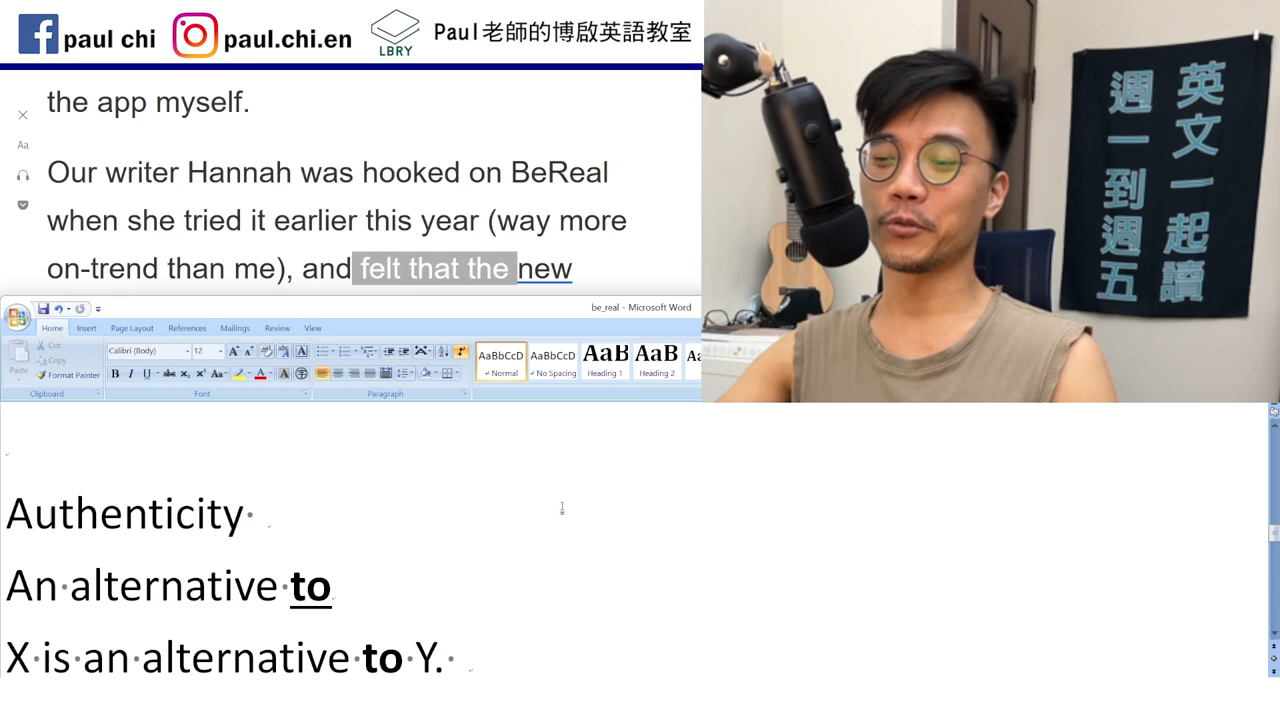 paul chi
paul.chi.en
LBRY
Paul老師的博啟英語教室
the app myself.
Aa
Our writer Hannah was hooked on BeReal
when she tried it earlier this year (way more
on-trend than me), and felt that the new
be_real - Microsoft Word
Home Insert Page Layout References Mailings Review View
Paste
Cut
Copy
Format Painter
Clipboard
Calibri (Body) 12
Font
Paragraph
AaBbCcD AaBbCcD AaBb AaB Aa
Normal No Spacing Heading 1 Heading 2
英文一起讀
週一到週五
Authenticity
An alternative to
X is an alternative to Y.